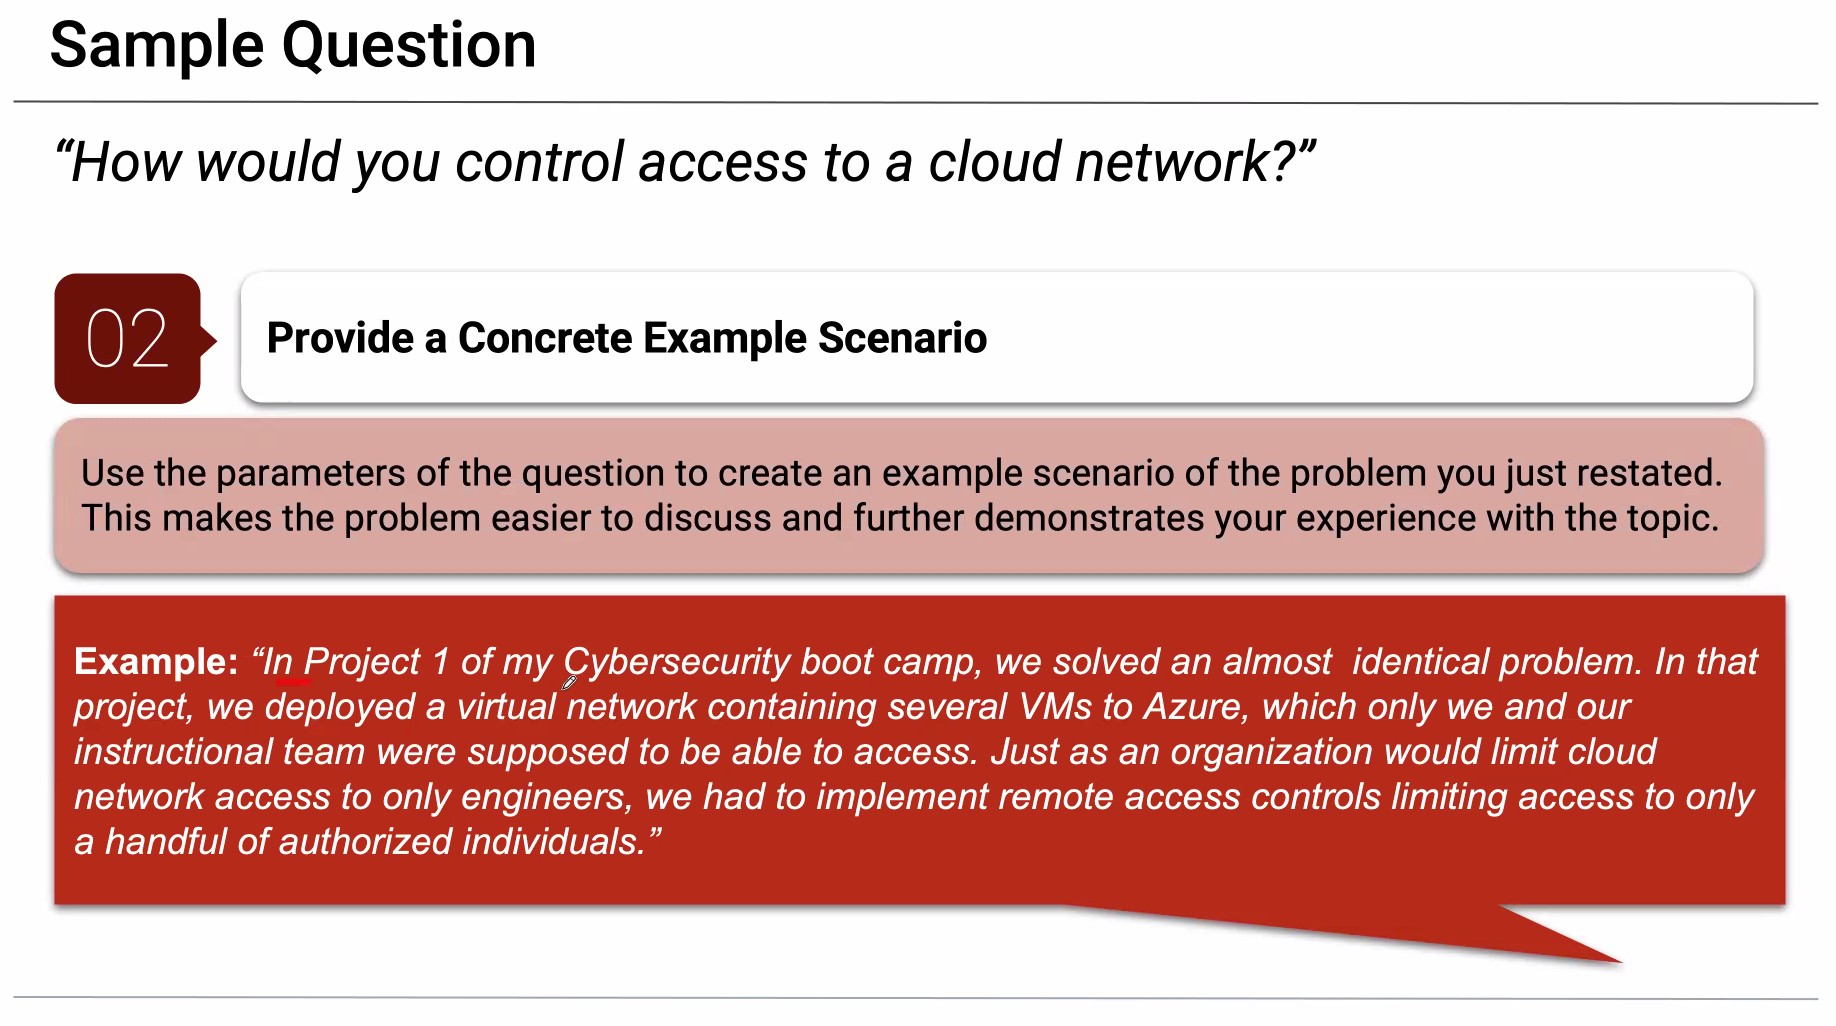 Sample Question
“How would you control access to a cloud network?”
02
Provide a Concrete Example Scenario
Use the parameters of the question to create an example scenario of the problem you just restated.
This makes the problem easier to discuss and further demonstrates your experience with the topic.
Example: “In Project 1 of my Cybersecurity boot camp, we solved an almost  identical problem. In that
project, we deployed a virtual network containing several VMs to Azure, which only we and our
instructional team were supposed to be able to access. Just as an organization would limit cloud
network access to only engineers, we had to implement remote access controls limiting access to only
a handful of authorized individuals.”